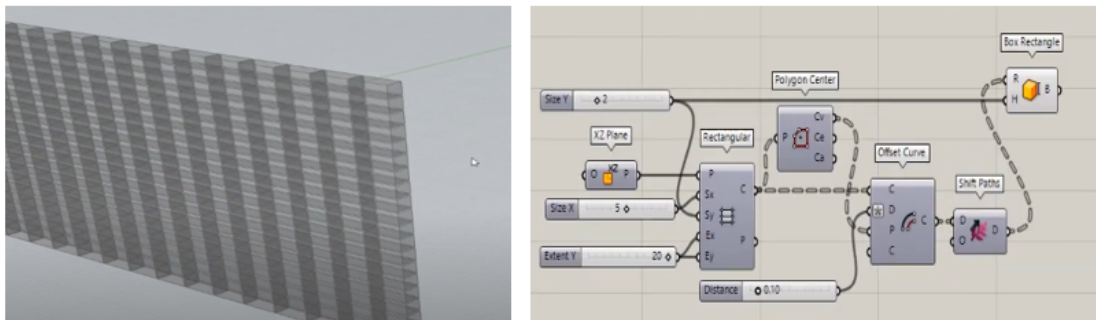 Box Rectangle
R
H
B
Polygon Center
P
Cv
Ce
Ca
Size Y
2
XZ Plane
O
XZ
P
Rectangular
P
Sx
Sy
Ex
Ey
C
P
Size X
5
Extent Y
20
Offset Curve
C
D
P
C
C
Shift Paths
D
O
D
Distance
0.10